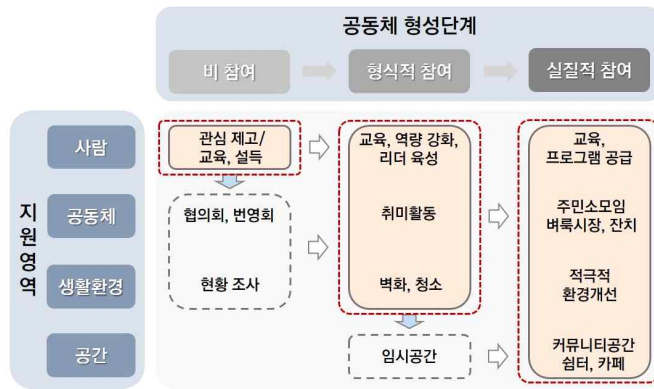 공동체 형성단계
비 참여
형식적 참여
실질적 참여
지원영역
사람
관심 제고/
교육, 설득
교육, 역량 강화,
리더 육성
교육,
프로그램 공급
공동체
협의회, 번영회
취미활동
주민소모임
벼룩시장, 잔치
생활환경
현황 조사
벽화, 청소
적극적
환경개선
공간
임시공간
커뮤니티공간
쉼터, 카페